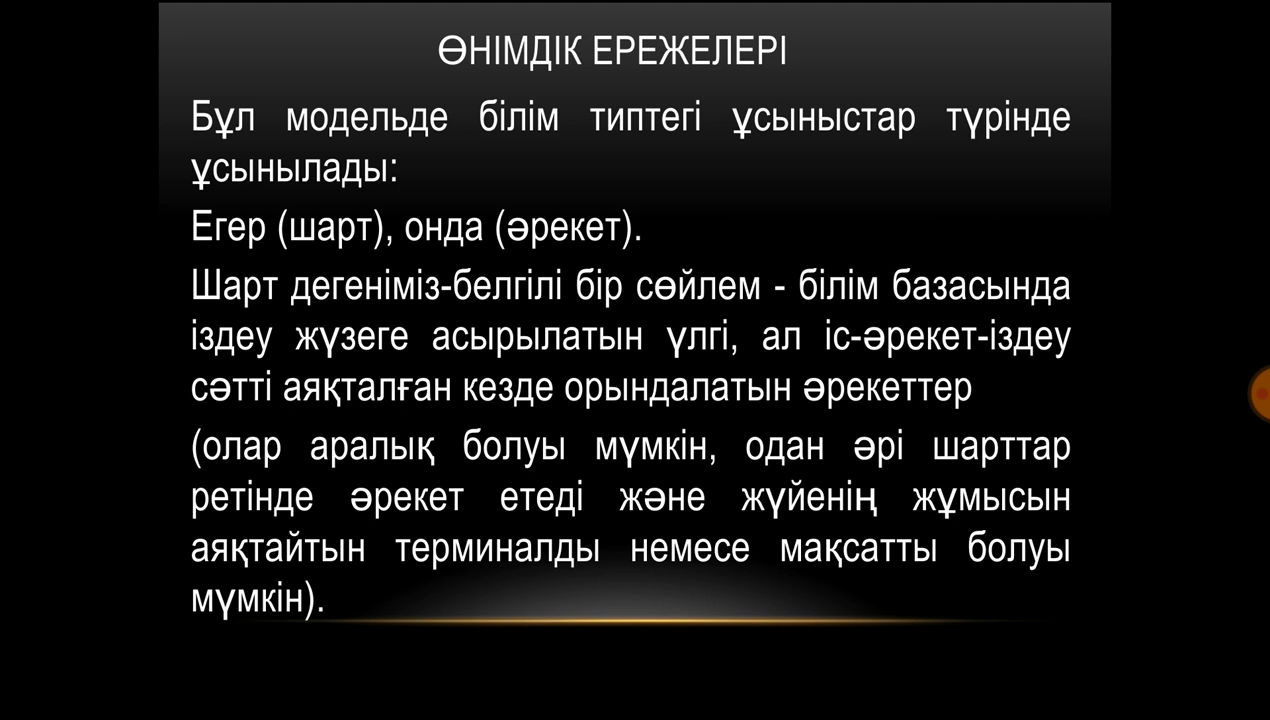 ӨНІМДІК ЕРЕЖЕЛЕРІ
Бұл модельде білім типтегі ұсыныстар түрінде
ұсынылады:
Егер (шарт), онда (әрекет).
Шарт дегеніміз-белгілі бір сөйлем - білім базасында
іздеу жүзеге асырылатын үлгі, ал іс-әрекет-іздеу
сәтті аяқталған кезде орындалатын әрекеттер
(олар аралық болуы мүмкін, одан әрі шарттар
ретінде әрекет етеді және жүйенің жұмысын
аяқтайтын терминалды немесе мақсатты болуы
мүмкін).